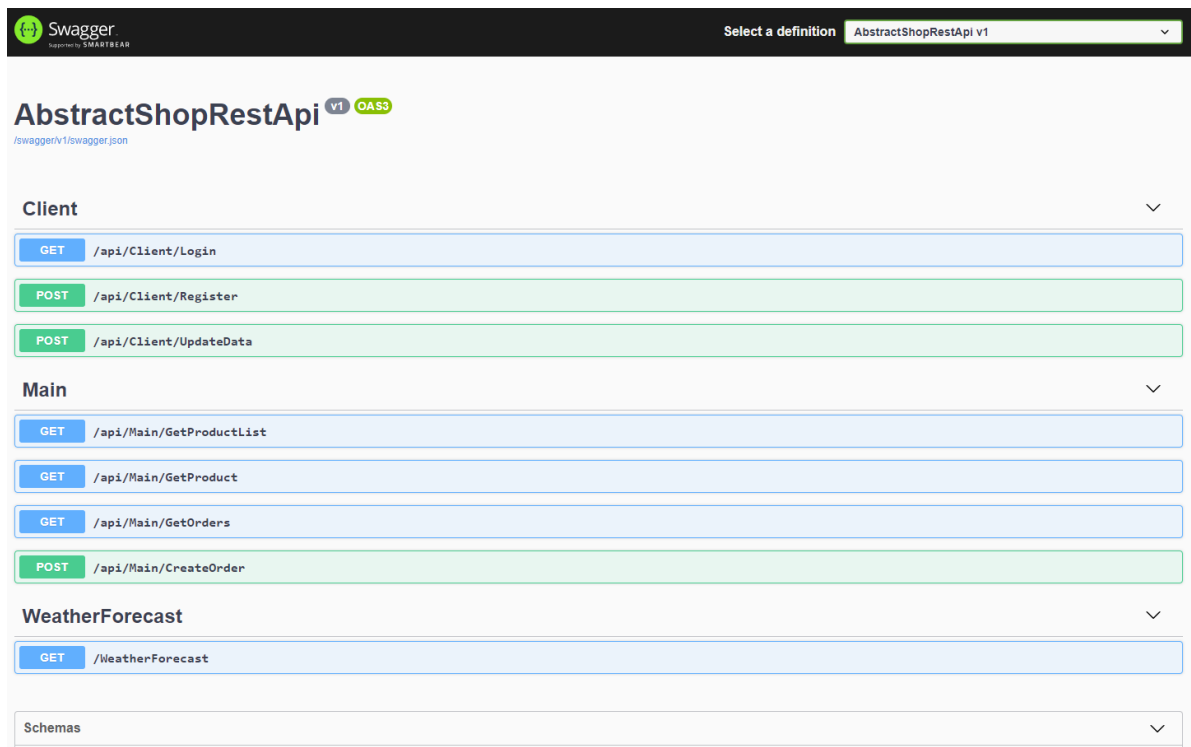 Swagger.
Supported by SMARTBEAR
Select a definition
AbstractShopRestApi v1
AbstractShopRestApi v1 OAS3
/swagger/v1/swagger.json
Client
GET /api/Client/Login
POST /api/Client/Register
POST /api/Client/UpdateData
Main
GET /api/Main/GetProductList
GET /api/Main/GetProduct
GET /api/Main/GetOrders
POST /api/Main/CreateOrder
WeatherForecast
GET /WeatherForecast
Schemas